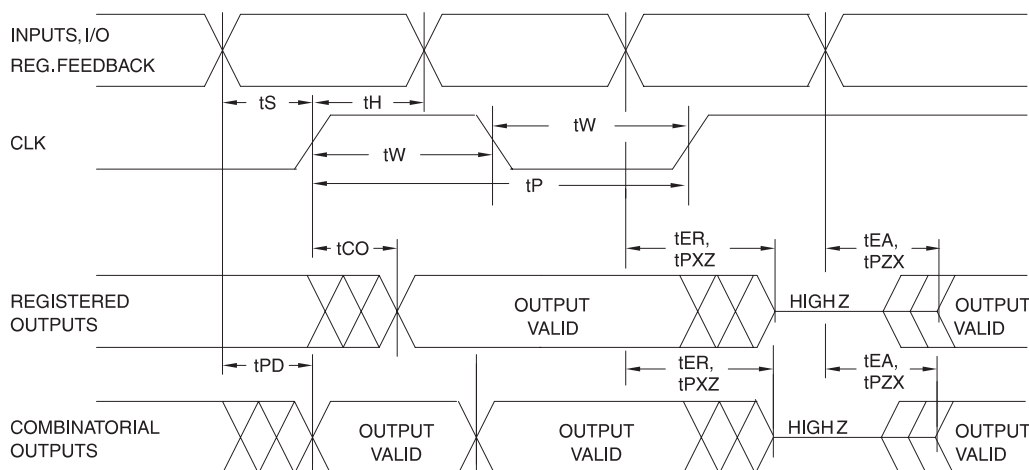 INPUTS, I/O
REG. FEEDBACK
tS
tH
CLK
tW
tW
tP
tCO
tER,
tPXZ
tEA,
tPZX
REGISTERED
OUTPUTS
OUTPUT
VALID
HIGH Z
OUTPUT
VALID
tPD
tER,
tPXZ
tEA,
tPZX
COMBINATORIAL
OUTPUTS
OUTPUT
VALID
OUTPUT
VALID
HIGH Z
OUTPUT
VALID